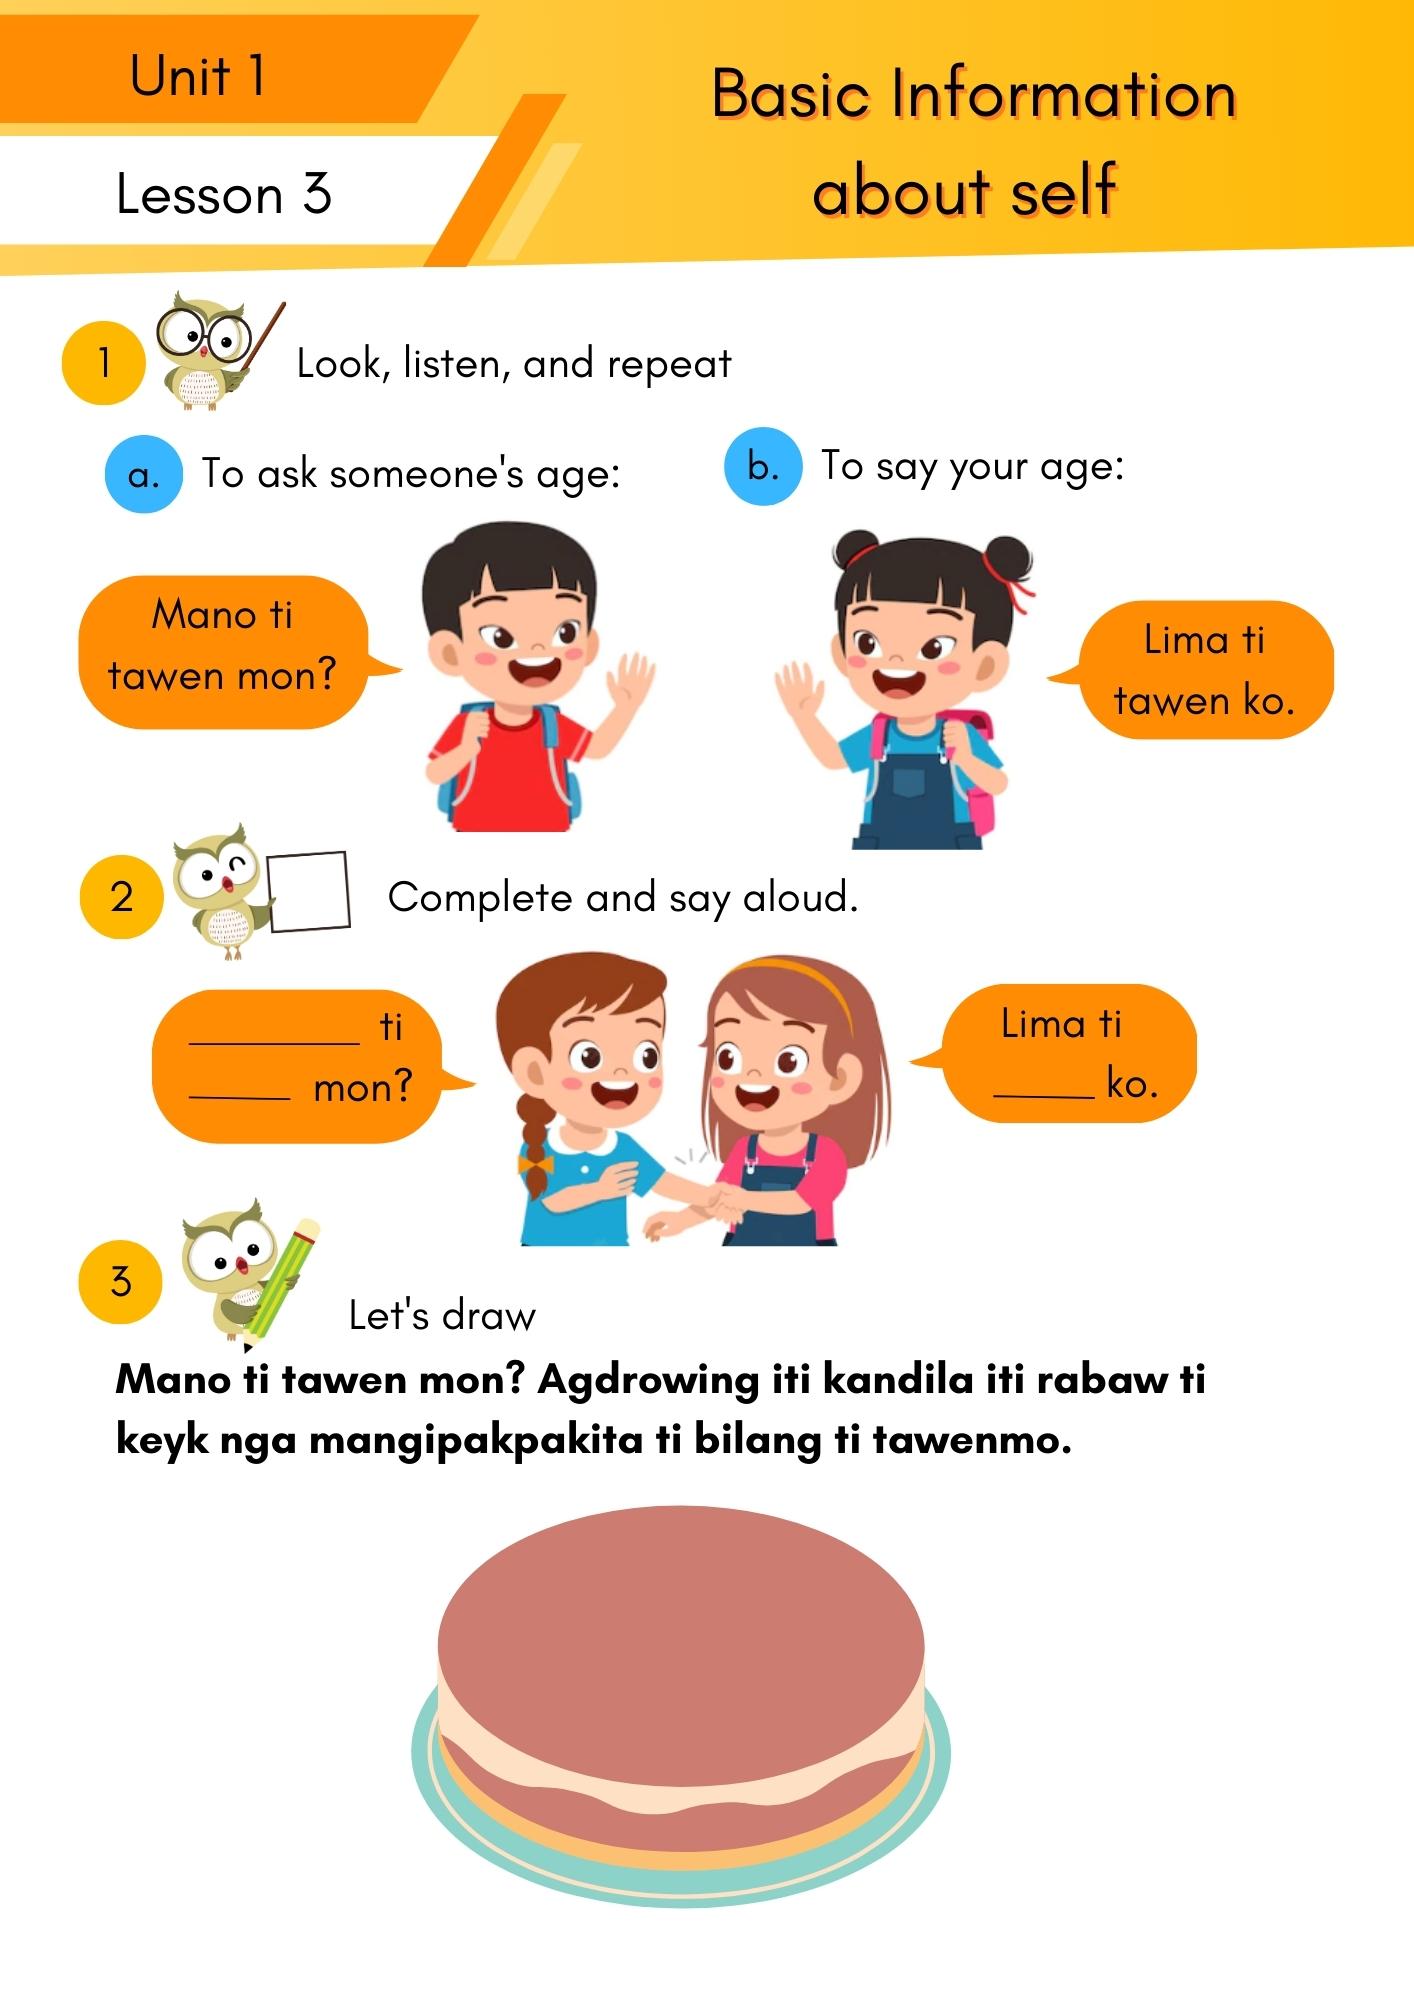 Unit 1
Lesson 3
Basic Information
about self
1
Look, listen, and repeat
a. To ask someone's age:
Mano ti
tawen mon?
b. To say your age:
Lima ti
tawen ko.
2
Complete and say aloud.
__________ ti
______ mon?
Lima ti
______ ko.
3
Let's draw
Mano ti tawen mon? Agdrowing iti kandila iti rabaw ti
keyk nga mangipakpakita ti bilang ti tawenmo.